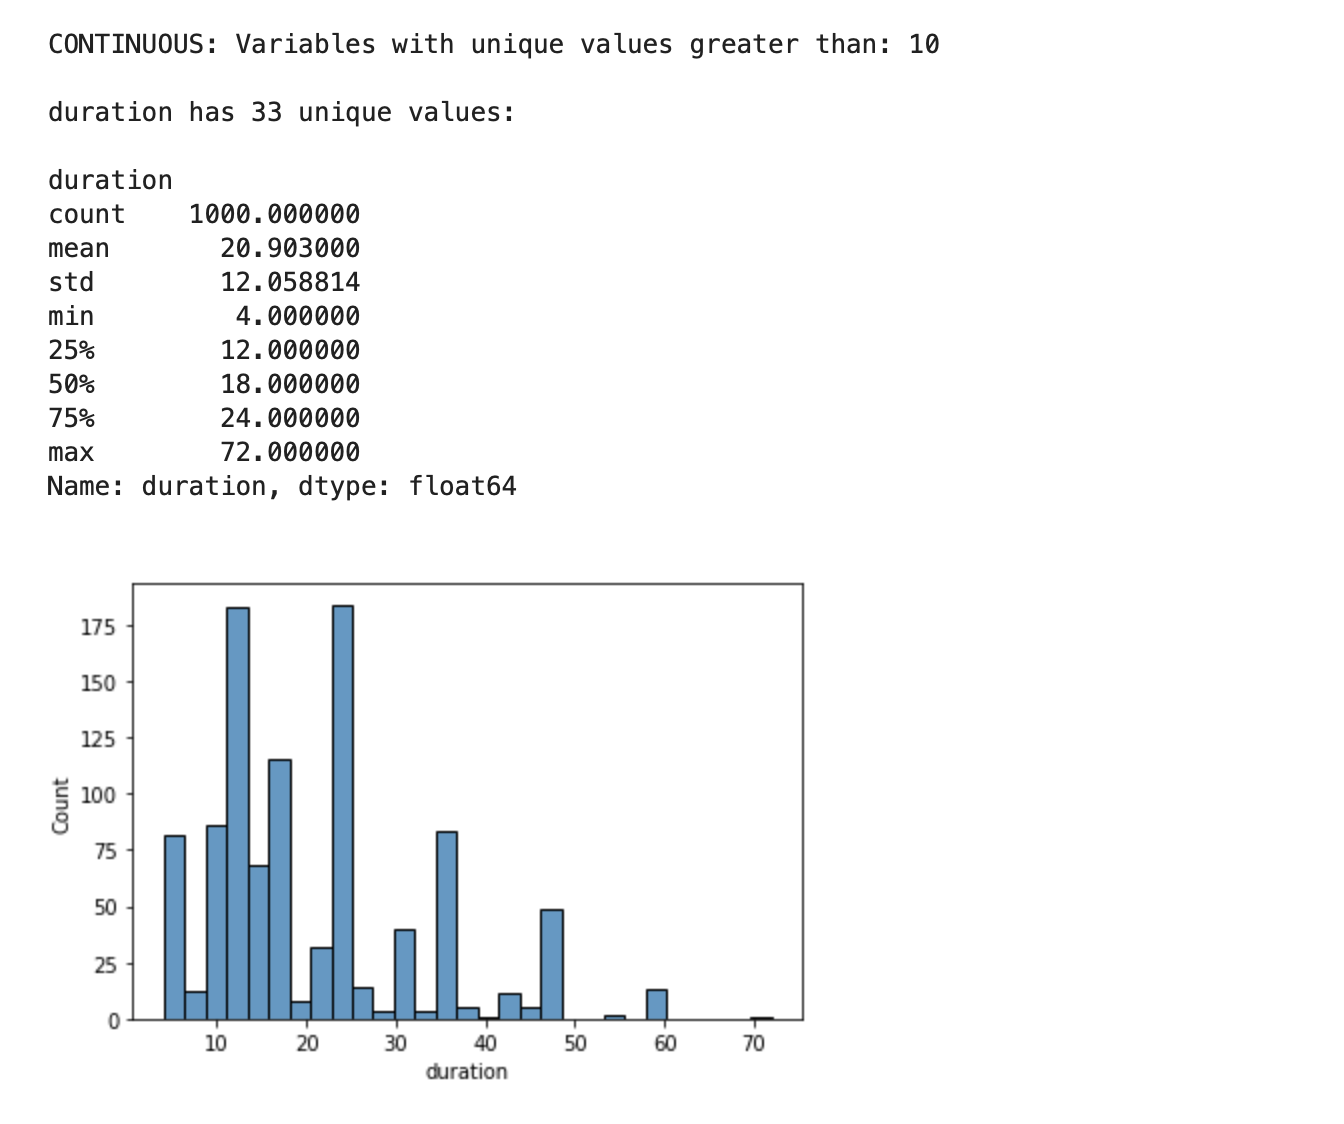 CONTINUOUS: Variables with unique values greater than: 10
duration has 33 unique values:
duration
count    1000.000000
mean       20.903000
std        12.058814
min         4.000000
25%        12.000000
50%        18.000000
75%        24.000000
max        72.000000
Name: duration, dtype: float64
175
150
125
100
75
50
25
0
Count
10 20 30 40 50 60 70
duration